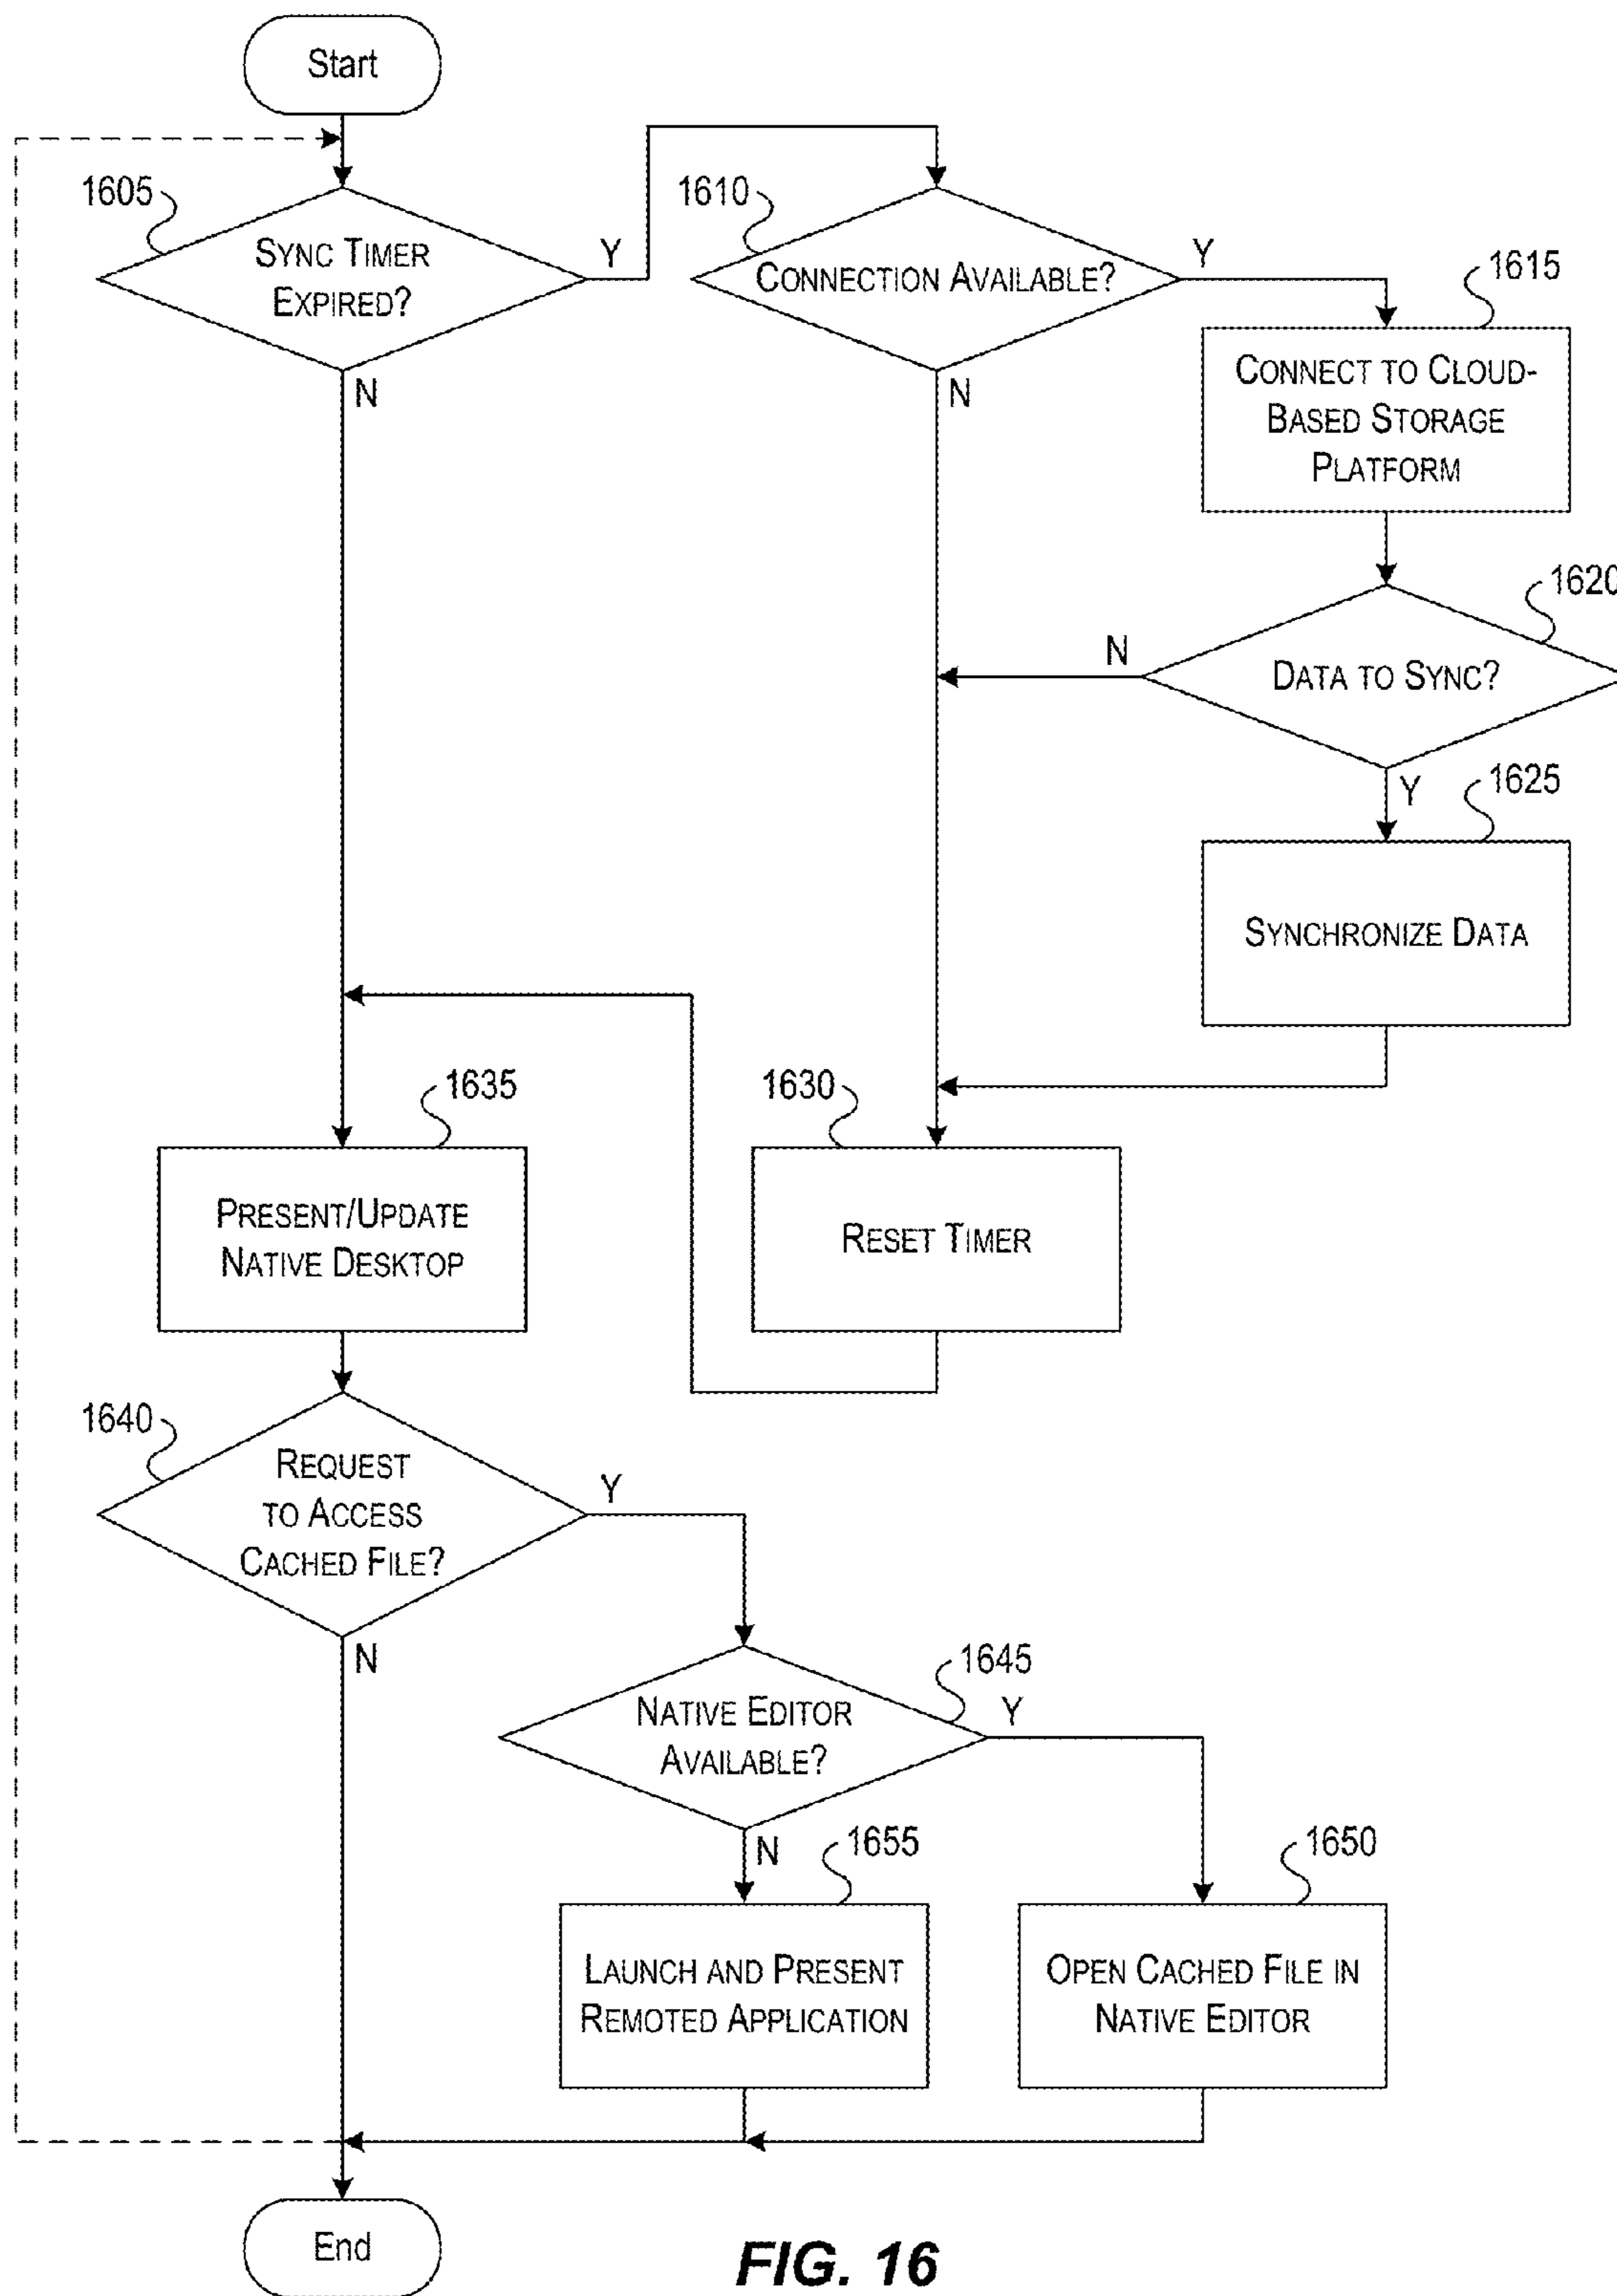 Start
1605
SYNC TIMER
EXPIRED?
Y
N
1610
CONNECTION AVAILABLE?
Y
N
1615
CONNECT TO CLOUD-
BASED STORAGE
PLATFORM
1620
DATA TO SYNC?
N
Y
1625
SYNCHRONIZE DATA
1630
RESET TIMER
1635
PRESENT/UPDATE
NATIVE DESKTOP
1640
REQUEST
TO ACCESS
CACHED FILE?
Y
N
1645
NATIVE EDITOR
AVAILABLE?
Y
N
1655
LAUNCH AND PRESENT
REMOTED APPLICATION
1650
OPEN CACHED FILE IN
NATIVE EDITOR
End
FIG. 16